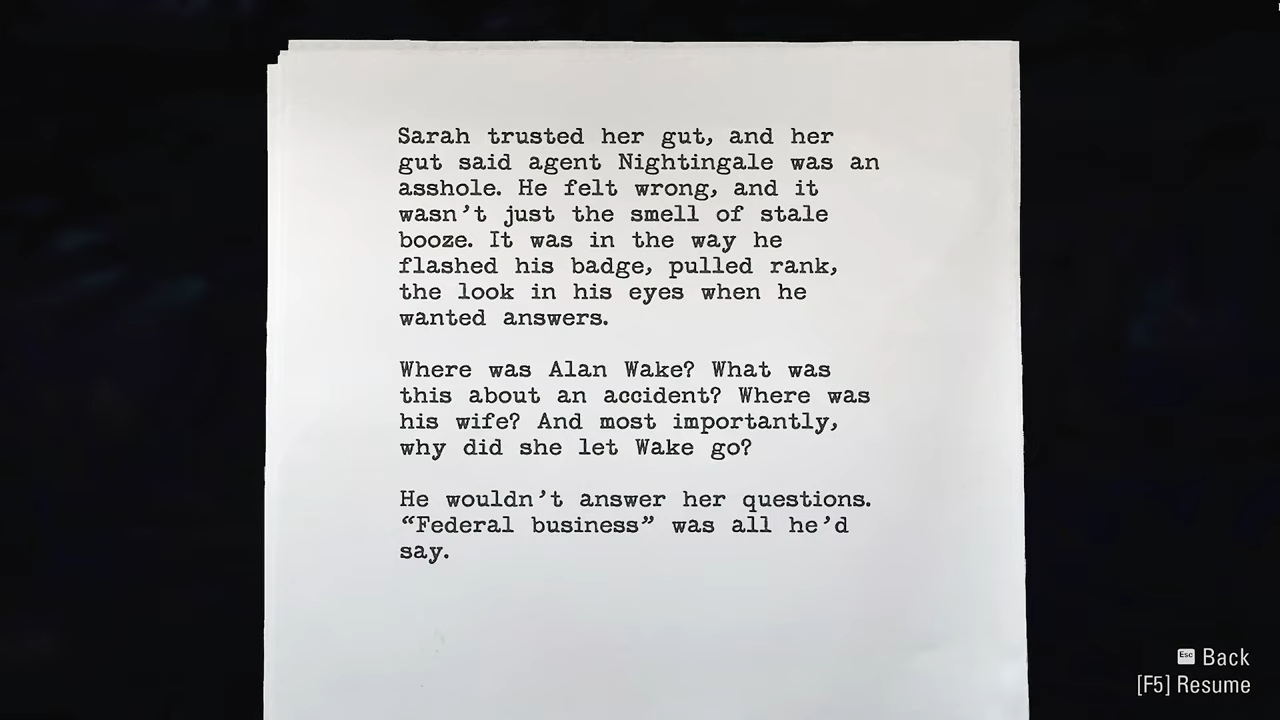 Sarah trusted her gut, and her
gut said agent Nightingale was an
asshole. He felt wrong, and it
wasn’t just the smell of stale
booze. It was in the way he
flashed his badge, pulled rank,
the look in his eyes when he
wanted answers.
Where was Alan Wake? What was
this about an accident? Where was
his wife? And most importantly,
why did she let Wake go?
He wouldn’t answer her questions.
“Federal business” was all he’d
say.
Esc Back
[F5] Resume